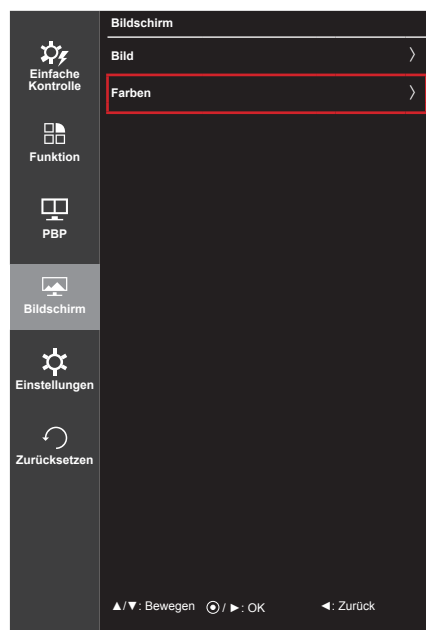 Bildschirm
Bild
Farben
Einfache
Kontrolle
Funktion
PBP
Bildschirm
Einstellungen
Zurücksetzen
▲/▼: Bewegen ⦿ / ►: OK ◄: Zurück